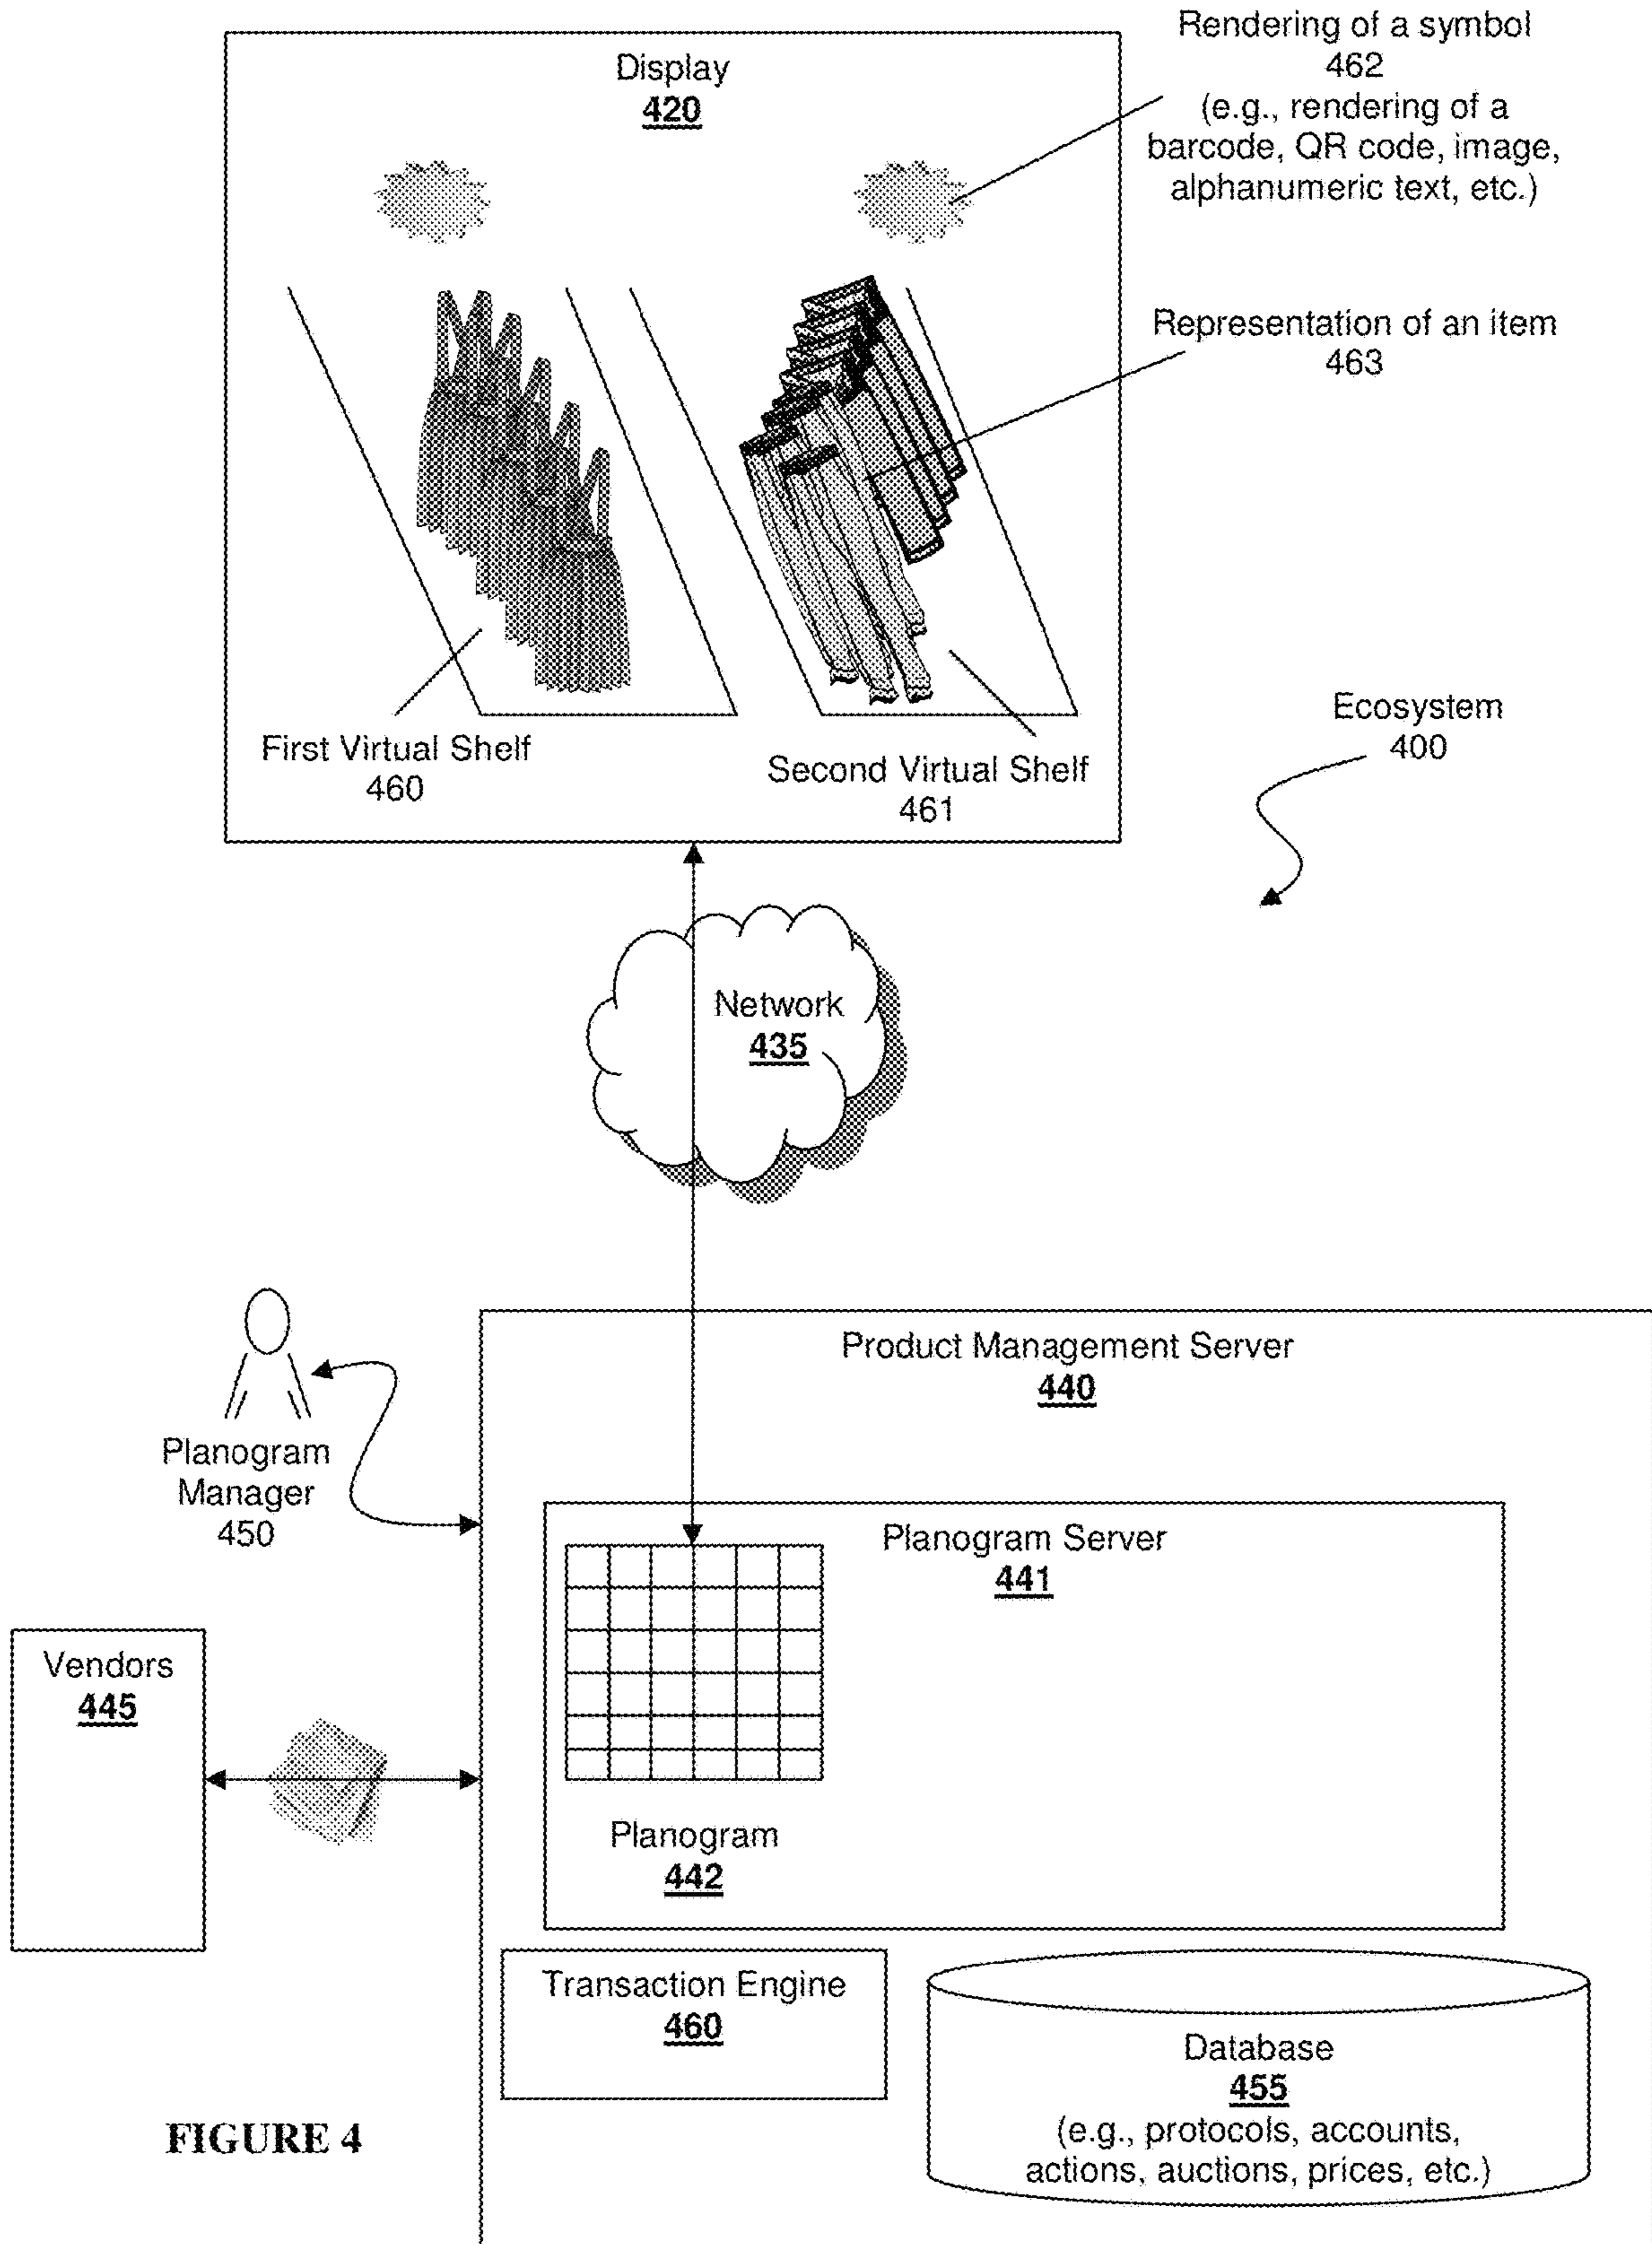 Rendering of a symbol
462
(e.g., rendering of a
barcode, QR code, image,
alphanumeric text, etc.)
Display
420
Representation of an item
463
First Virtual Shelf
460
Second Virtual Shelf
461
Ecosystem
400
Network
435
Planogram
Manager
450
Product Management Server
440
Planogram Server
441
Vendors
445
Planogram
442
Transaction Engine
460
Database
455
(e.g., protocols, accounts,
actions, auctions, prices, etc.)
FIGURE 4